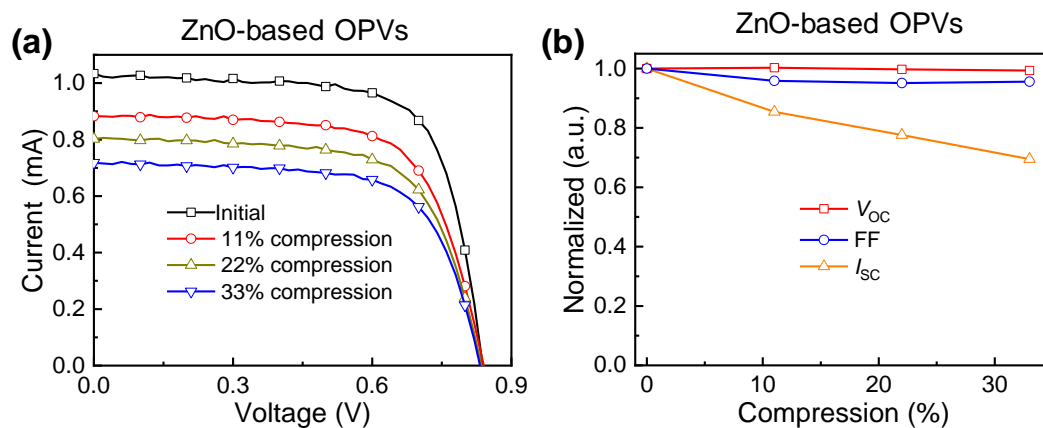 (a)
ZnO-based OPVs
Current (mA)
1.0
0.8
0.6
0.4
0.2
0.0
Initial
11% compression
22% compression
33% compression
0.0 0.3 0.6 0.9
Voltage (V)
(b)
ZnO-based OPVs
Normalized (a.u.)
1.0
0.8
0.6
0.4
0.2
0.0
VOC
FF
ISC
0 10 20 30
Compression (%)